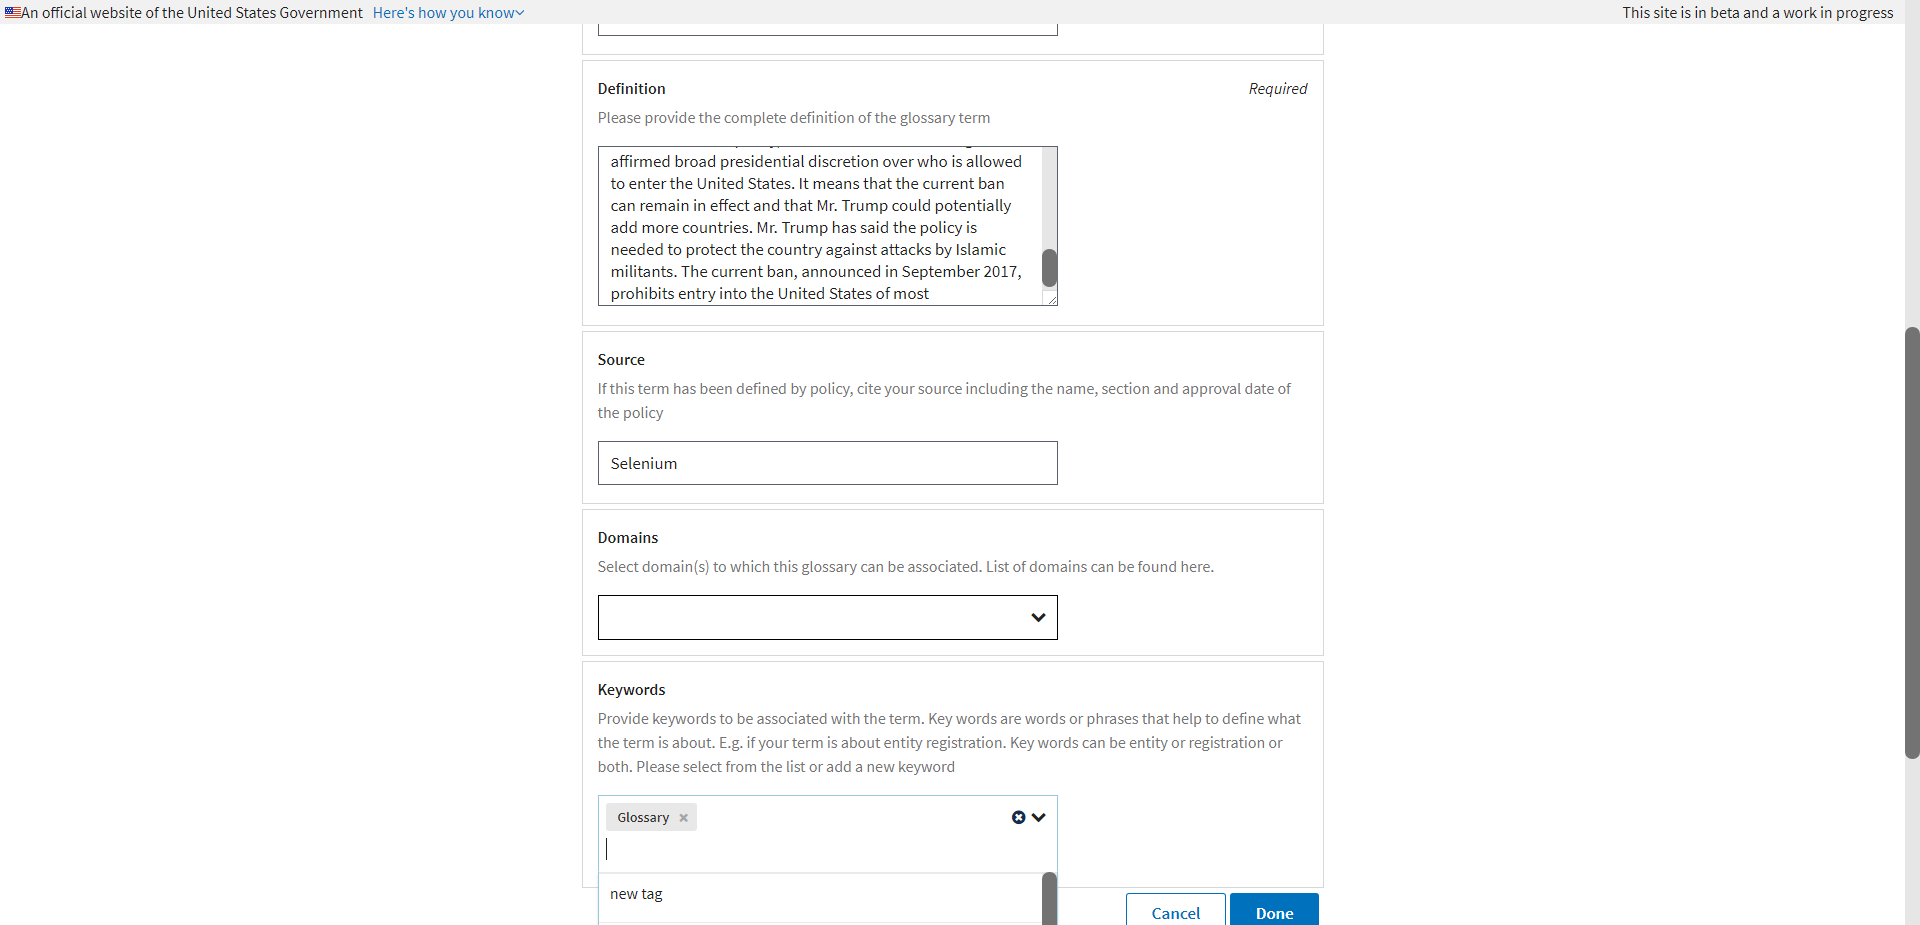 An official website of the United States Government Here's how you know
This site is in beta and a work in progress
Definition
Required
Please provide the complete definition of the glossary term
affirmed broad presidential discretion over who is allowed
to enter the United States. It means that the current ban
can remain in effect and that Mr. Trump could potentially
add more countries. Mr. Trump has said the policy is
needed to protect the country against attacks by Islamic
militants. The current ban, announced in September 2017,
prohibits entry into the United States of most
Source
If this term has been defined by policy, cite your source including the name, section and approval date of
the policy
Selenium
Domains
Select domain(s) to which this glossary can be associated. List of domains can be found here.
Keywords
Provide keywords to be associated with the term. Key words are words or phrases that help to define what
the term is about. E.g. if your term is about entity registration. Key words can be entity or registration or
both. Please select from the list or add a new keyword
Glossary
new tag
Cancel
Done